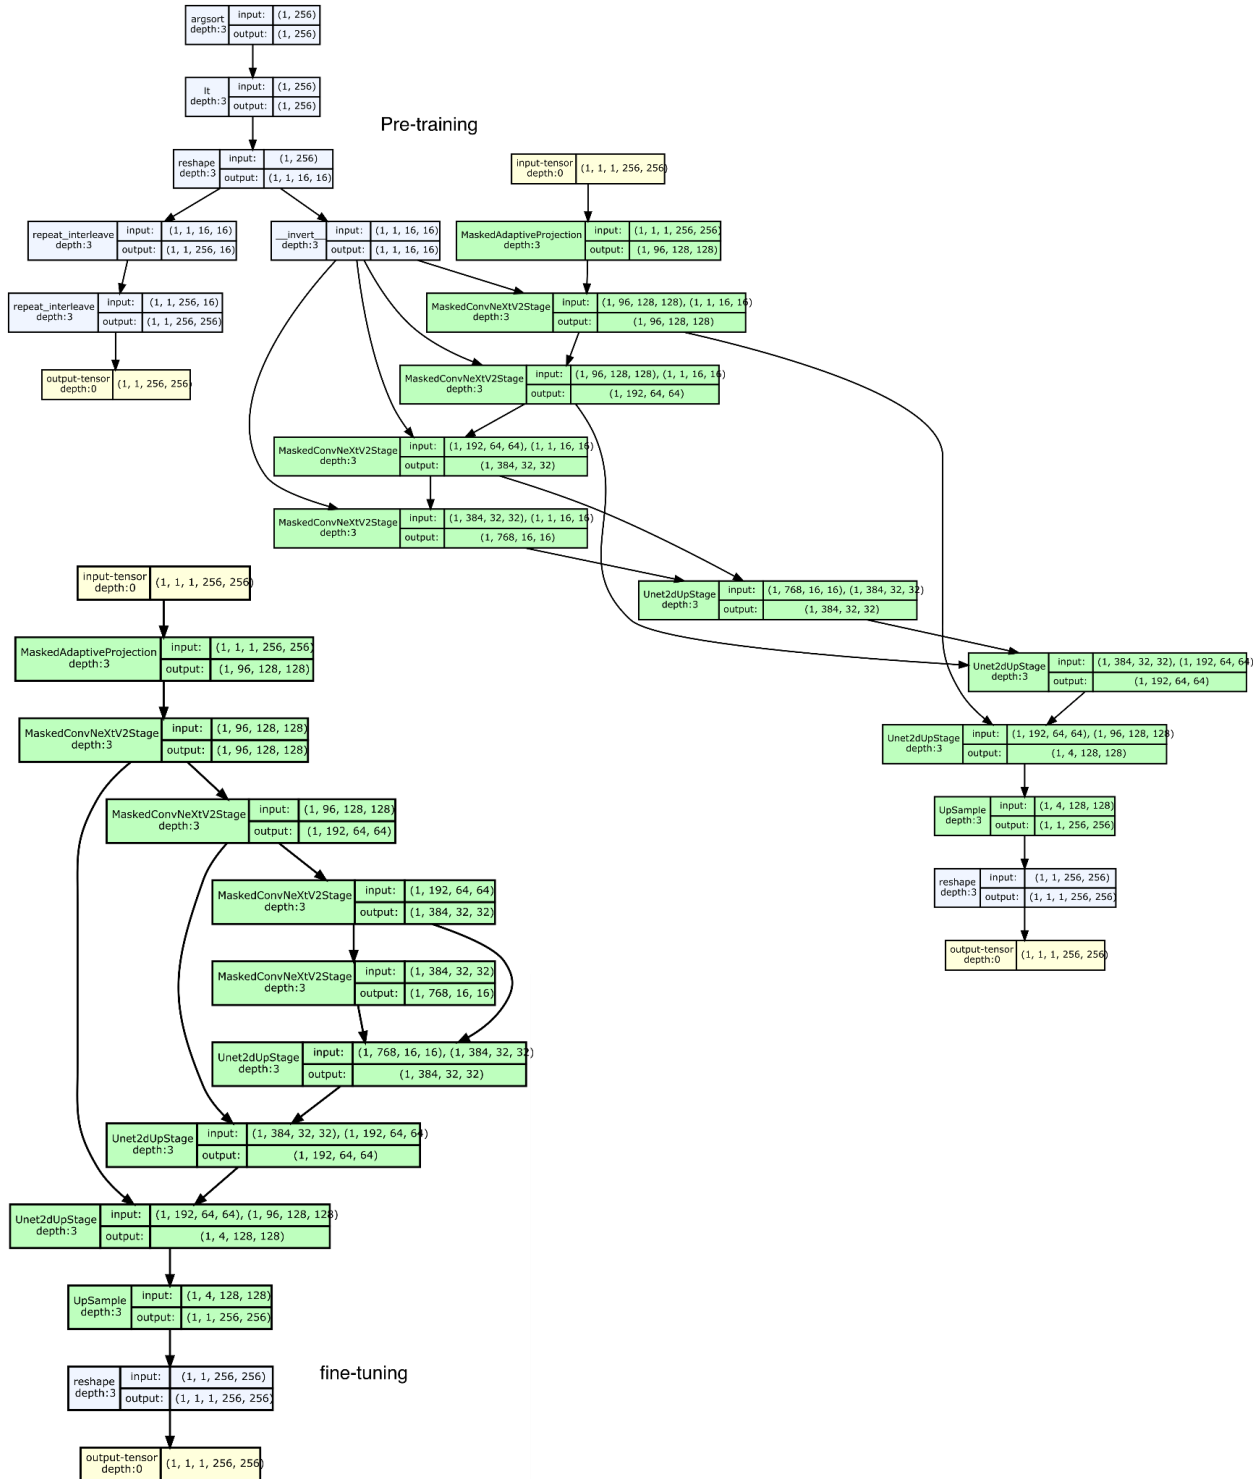 argsort
depth:3
input: (1, 256)
output: (1, 256)
lt
depth:3
input: (1, 256)
output: (1, 256)
Pre-training
reshape
depth:3
input: (1, 256)
output: (1, 1, 16, 16)
input-tensor
depth:0
(1, 1, 1, 256, 256)
repeat_interleave
depth:3
input: (1, 1, 16, 16)
output: (1, 1, 256, 16)
__invert__
depth:3
input: (1, 1, 16, 16)
output: (1, 1, 16, 16)
MaskedAdaptiveProjection
depth:3
input: (1, 1, 1, 256, 256)
output: (1, 96, 128, 128)
repeat_interleave
depth:3
input: (1, 1, 256, 16)
output: (1, 1, 256, 256)
MaskedConvNeXtV2Stage
depth:3
input: (1, 96, 128, 128), (1, 1, 16, 16)
output: (1, 96, 128, 128)
output-tensor
depth:0
(1, 1, 256, 256)
MaskedConvNeXtV2Stage
depth:3
input: (1, 96, 128, 128), (1, 1, 16, 16)
output: (1, 192, 64, 64)
MaskedConvNeXtV2Stage
depth:3
input: (1, 192, 64, 64), (1, 1, 16, 16)
output: (1, 384, 32, 32)
MaskedConvNeXtV2Stage
depth:3
input: (1, 384, 32, 32), (1, 1, 16, 16)
output: (1, 768, 16, 16)
Unet2dUpStage
depth:3
input: (1, 768, 16, 16), (1, 384, 32, 32)
output: (1, 384, 32, 32)
Unet2dUpStage
depth:3
input: (1, 384, 32, 32), (1, 192, 64, 64)
output: (1, 192, 64, 64)
Unet2dUpStage
depth:3
input: (1, 192, 64, 64), (1, 96, 128, 128)
output: (1, 4, 128, 128)
UpSample
depth:3
input: (1, 4, 128, 128)
output: (1, 1, 256, 256)
reshape
depth:3
input: (1, 1, 256, 256)
output: (1, 1, 1, 256, 256)
output-tensor
depth:0
(1, 1, 1, 256, 256)
input-tensor
depth:0
(1, 1, 1, 256, 256)
MaskedAdaptiveProjection
depth:3
input: (1, 1, 1, 256, 256)
output: (1, 96, 128, 128)
MaskedConvNeXtV2Stage
depth:3
input: (1, 96, 128, 128)
output: (1, 96, 128, 128)
MaskedConvNeXtV2Stage
depth:3
input: (1, 96, 128, 128)
output: (1, 192, 64, 64)
MaskedConvNeXtV2Stage
depth:3
input: (1, 192, 64, 64)
output: (1, 384, 32, 32)
MaskedConvNeXtV2Stage
depth:3
input: (1, 384, 32, 32)
output: (1, 768, 16, 16)
Unet2dUpStage
depth:3
input: (1, 768, 16, 16), (1, 384, 32, 32)
output: (1, 384, 32, 32)
Unet2dUpStage
depth:3
input: (1, 384, 32, 32), (1, 192, 64, 64)
output: (1, 192, 64, 64)
Unet2dUpStage
depth:3
input: (1, 192, 64, 64), (1, 96, 128, 128)
output: (1, 4, 128, 128)
UpSample
depth:3
input: (1, 4, 128, 128)
output: (1, 1, 256, 256)
reshape
depth:3
input: (1, 1, 256, 256)
output: (1, 1, 1, 256, 256)
fine-tuning
output-tensor
depth:0
(1, 1, 1, 256, 256)